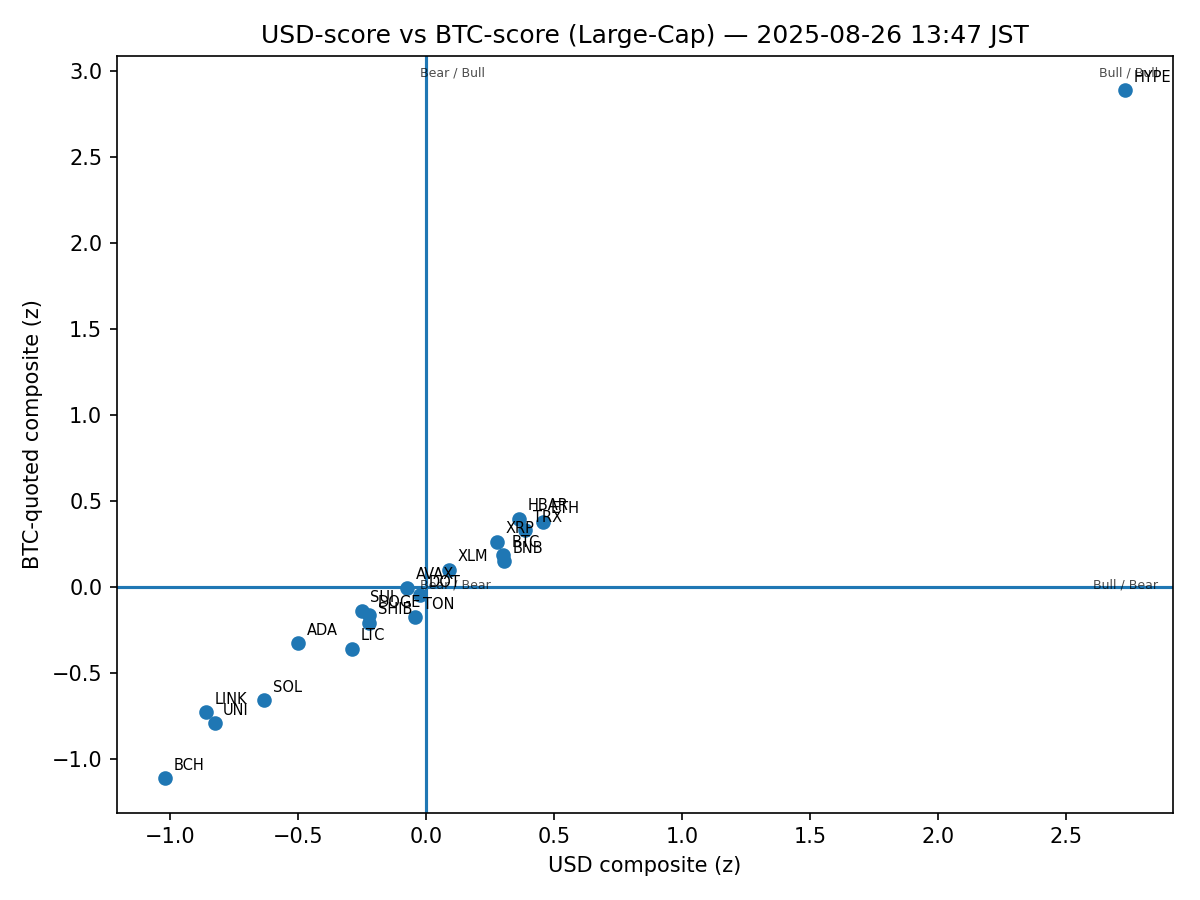 USD-score vs BTC-score (Large-Cap) — 2025-08-26 13:47 JST
BTC-quoted composite (z)
3.0
2.5
2.0
1.5
1.0
0.5
0.0
−0.5
−1.0
Bear / Bull
Bull / Bull
HYPE
HBAR
ETH
TRX
XRP
BTC
BNB
XLM
AVAX
DOT
Bear / Bear
Bull / Bear
SUI
DOGE
TON
SHIB
ADA
LTC
SOL
LINK
UNI
BCH
−1.0
−0.5
0.0
0.5
1.0
1.5
2.0
2.5
USD composite (z)